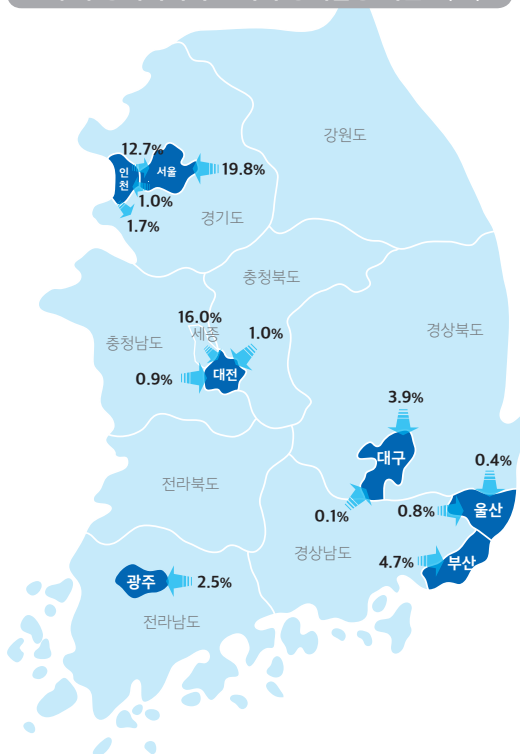 강원도
12.7%
인천
서울
19.8%
1.0%
1.7%
경기도
충청북도
16.0%
세종
1.0%
경상북도
충청남도
0.9%
대전
3.9%
대구
0.4%
전라북도
0.1%
0.8%
울산
경상남도
4.7%
부산
광주
2.5%
전라남도